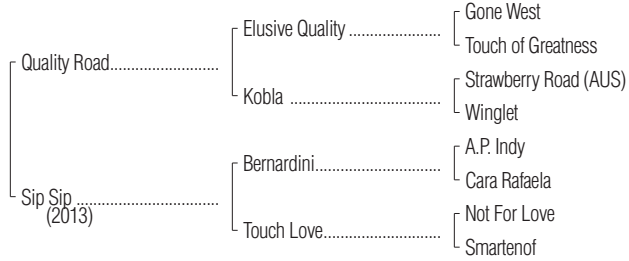 Gone West
Elusive Quality ....................
Touch of Greatness
Quality Road........................
Strawberry Road (AUS)
Kobla .................................
Winglet
A.P. Indy
Bernardini...........................
Cara Rafaela
Sip Sip ................................
(2013)
Not For Love
Touch Love.........................
Smartenof